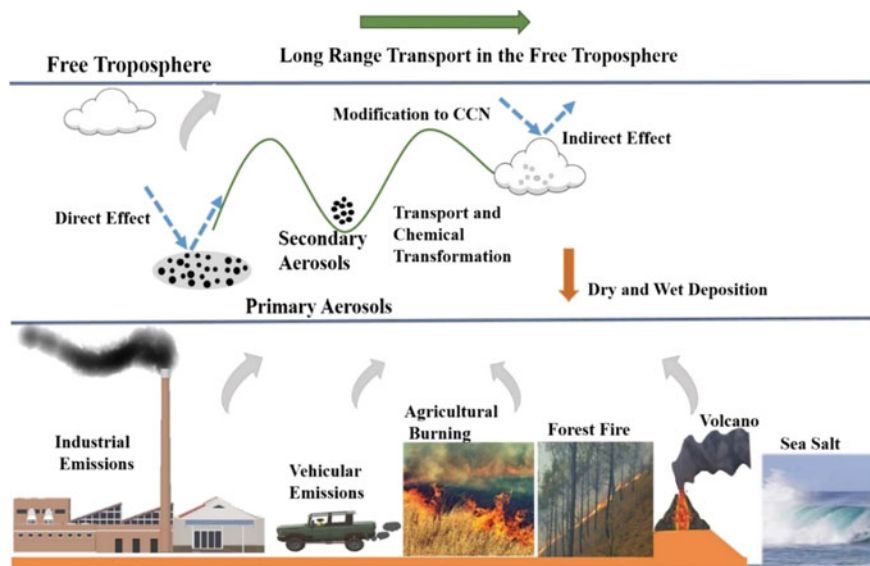 Long Range Transport in the Free Troposphere
Free Troposphere
Modification to CCN
Indirect Effect
Direct Effect
Secondary
Aerosols
Transport and
Chemical
Transformation
Dry and Wet Deposition
Primary Aerosols
Industrial
Emissions
Vehicular
Emissions
Agricultural
Burning
Forest Fire
Volcano
Sea Salt